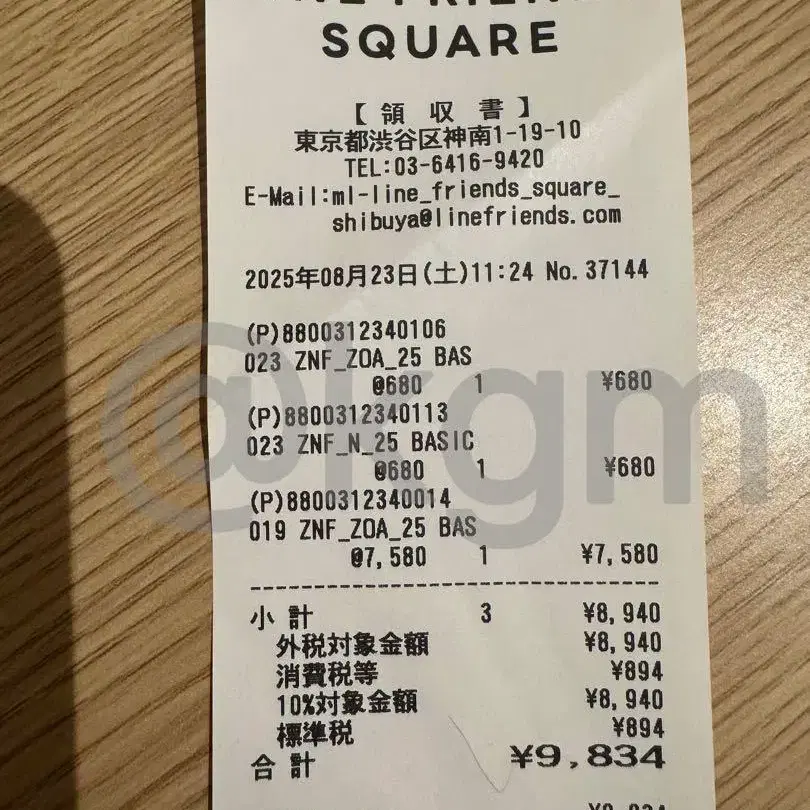 SQUARE
【 領 収 書 】
東京都渋谷区神南1-19-10
TEL:03-6416-9420
E-Mail:ml-line_friends_square_
shibuya@linefriends.com
2025年08月23日(土)11:24 No.37144
(P)8800312340106
023 ZNF_ZOA_25 BAS
@680 1 ¥680
(P)8800312340113
023 ZNF_N_25 BASIC
@680 1 ¥680
(P)8800312340014
019 ZNF_ZOA_25 BAS
@7,580 1 ¥7,580
小 計 3 ¥8,940
外税対象金額 ¥8,940
消費税等 ¥894
10%対象金額 ¥8,940
標準税 ¥894
合 計 ¥9,834
@kgm